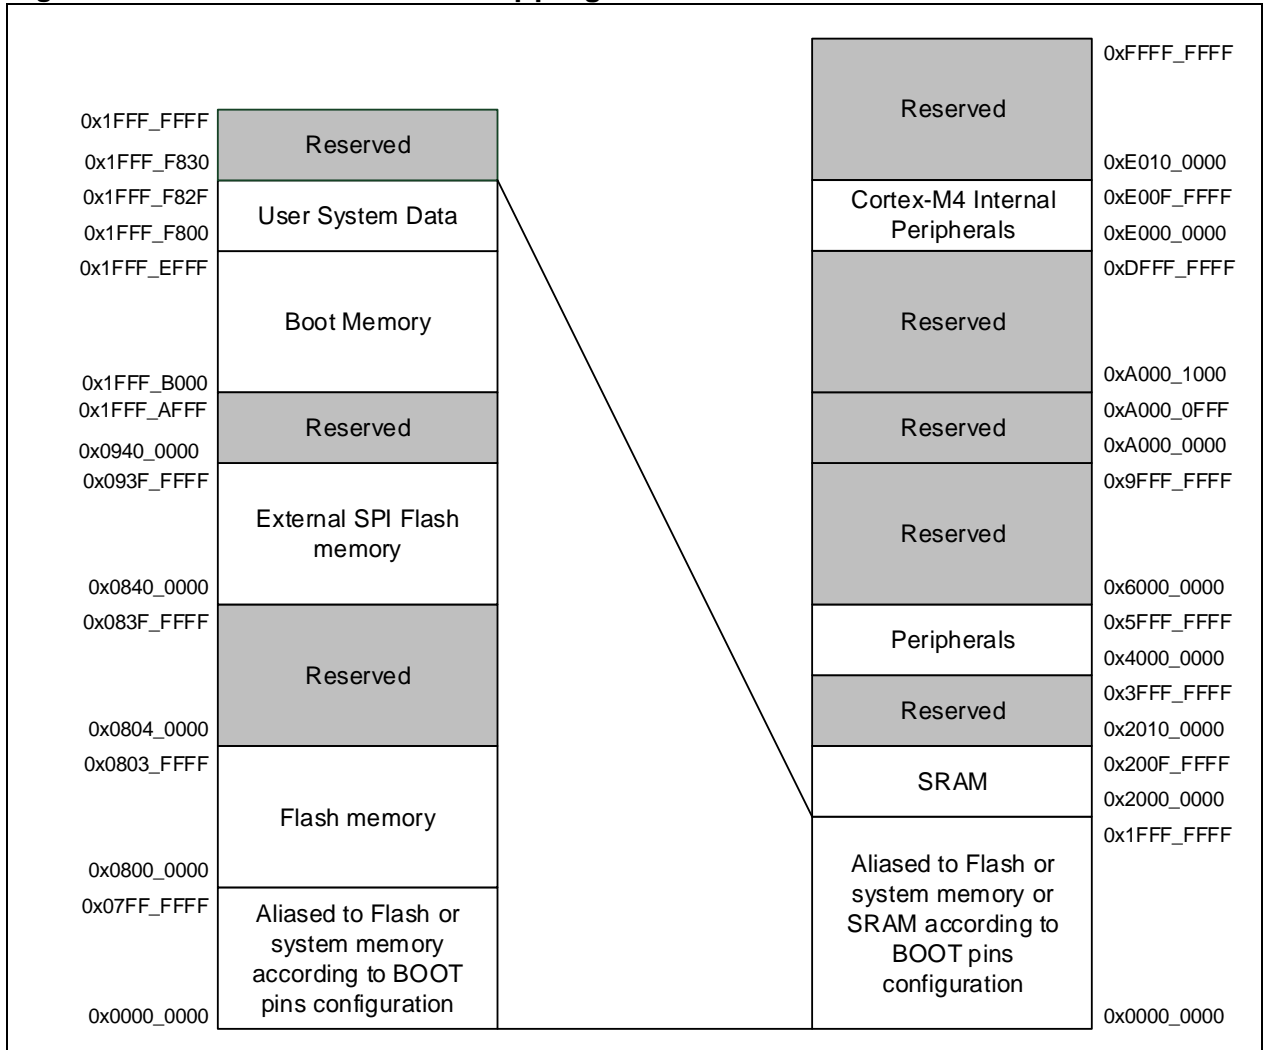 0x1FFF_FFFF
Reserved
0x1FFF_F830
0x1FFF_F82F
User System Data
0x1FFF_F800
0x1FFF_EFFF
Boot Memory
0x1FFF_B000
0x1FFF_AFFF
Reserved
0x0940_0000
0x093F_FFFF
External SPI Flash
memory
0x0840_0000
0x083F_FFFF
Reserved
0x0804_0000
0x0803_FFFF
Flash memory
0x0800_0000
0x07FF_FFFF
Aliased to Flash or
system memory
according to BOOT
pins configuration
0x0000_0000
0xFFFF_FFFF
Reserved
0xE010_0000
Cortex-M4 Internal
Peripherals
0xE00F_FFFF
0xE000_0000
0xDFFF_FFFF
Reserved
0xA000_1000
0xA000_0FFF
Reserved
0xA000_0000
0x9FFF_FFFF
Reserved
0x6000_0000
0x5FFF_FFFF
Peripherals
0x4000_0000
0x3FFF_FFFF
Reserved
0x2010_0000
0x200F_FFFF
SRAM
0x2000_0000
0x1FFF_FFFF
Aliased to Flash or
system memory or
SRAM according to
BOOT pins
configuration
0x0000_0000